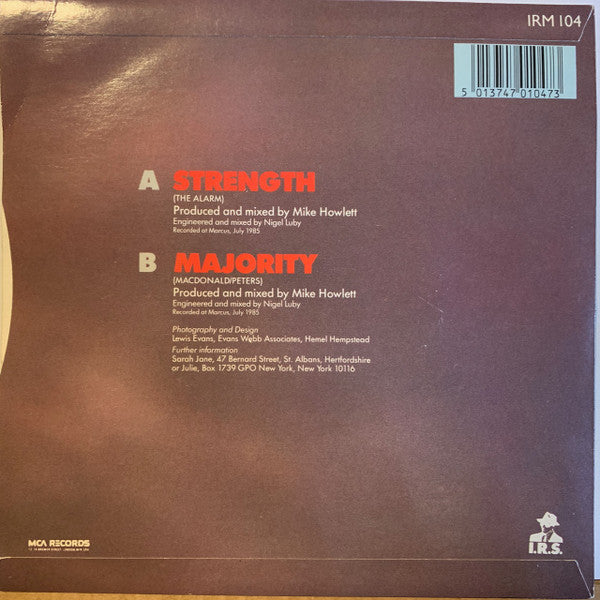 IRM 104
5 013747 010473
A STRENGTH
(THE ALARM)
Produced and mixed by Mike Howlett
Engineered and mixed by Nigel Luby
Recorded at Marcus, July 1985
B MAJORITY
(MACDONALD/PETERS)
Produced and mixed by Mike Howlett
Engineered and mixed by Nigel Luby
Recorded at Marcus, July 1985
Photography and Design
Lewis Evans, Evans Webb Associates, Hemel Hempstead
Further information
Sarah Jane, 47 Bernard Street, St. Albans, Hertfordshire
or Julie, Box 1739 GPO New York, New York 10116
MCA RECORDS
I.R.S.